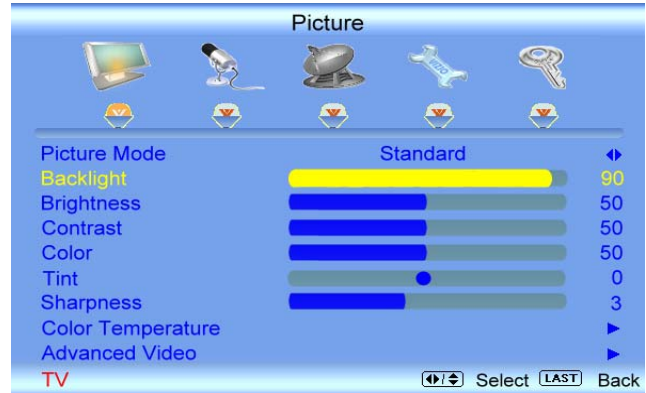 Picture
Picture Mode Standard
Backlight 90
Brightness 50
Contrast 50
Color 50
Tint 0
Sharpness 3
Color Temperature
Advanced Video
TV Select LAST Back